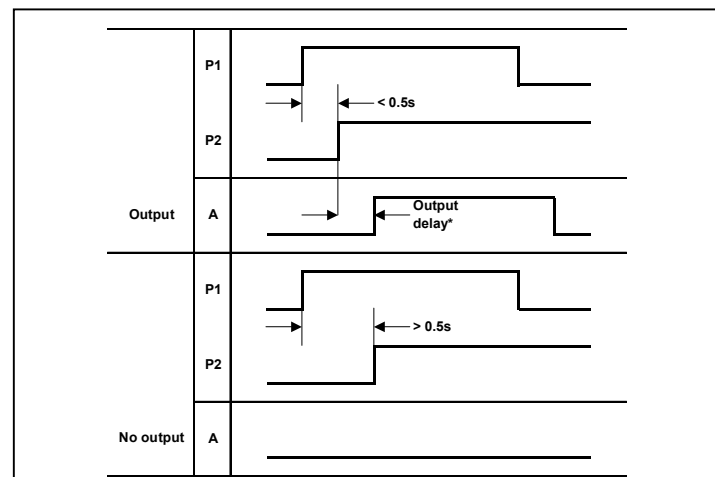 P1
< 0.5s
P2
Output
A
Output
delay*
P1
> 0.5s
P2
No output
A